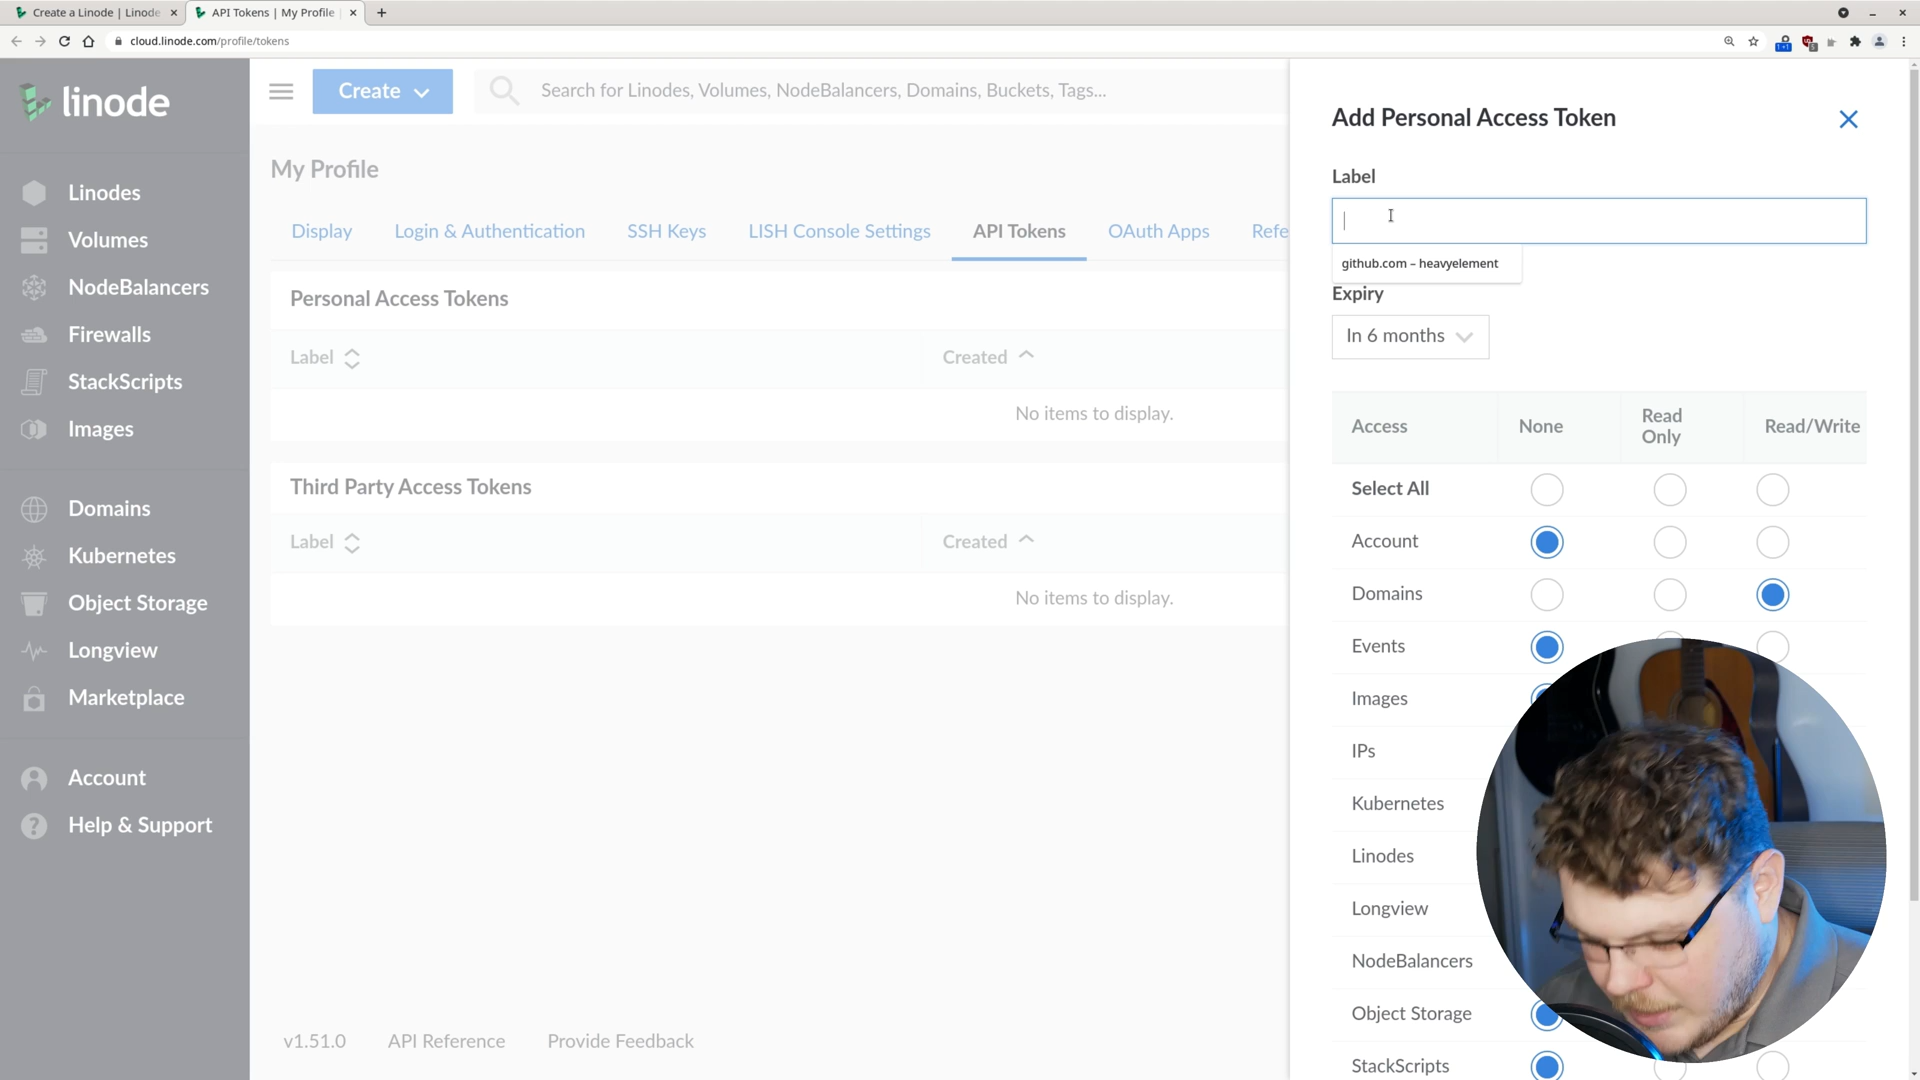 Create a Linode | Linode
API Tokens | My Profile
cloud.linode.com/profile/tokens
linode
Create
Search for Linodes, Volumes, NodeBalancers, Domains, Buckets, Tags...
Linodes
Volumes
NodeBalancers
Firewalls
StackScripts
Images
Domains
Kubernetes
Object Storage
Longview
Marketplace
Account
Help & Support
My Profile
Display
Login & Authentication
SSH Keys
LISH Console Settings
API Tokens
OAuth Apps
Refe
Personal Access Tokens
Label
Created
No items to display.
Third Party Access Tokens
Label
Created
No items to display.
v1.51.0
API Reference
Provide Feedback
Add Personal Access Token
Label
github.com – heavyelement
Expiry
In 6 months
Access
None
Read Only
Read/Write
Select All
Account
Domains
Events
Images
IPs
Kubernetes
Linodes
Longview
NodeBalancers
Object Storage
StackScripts